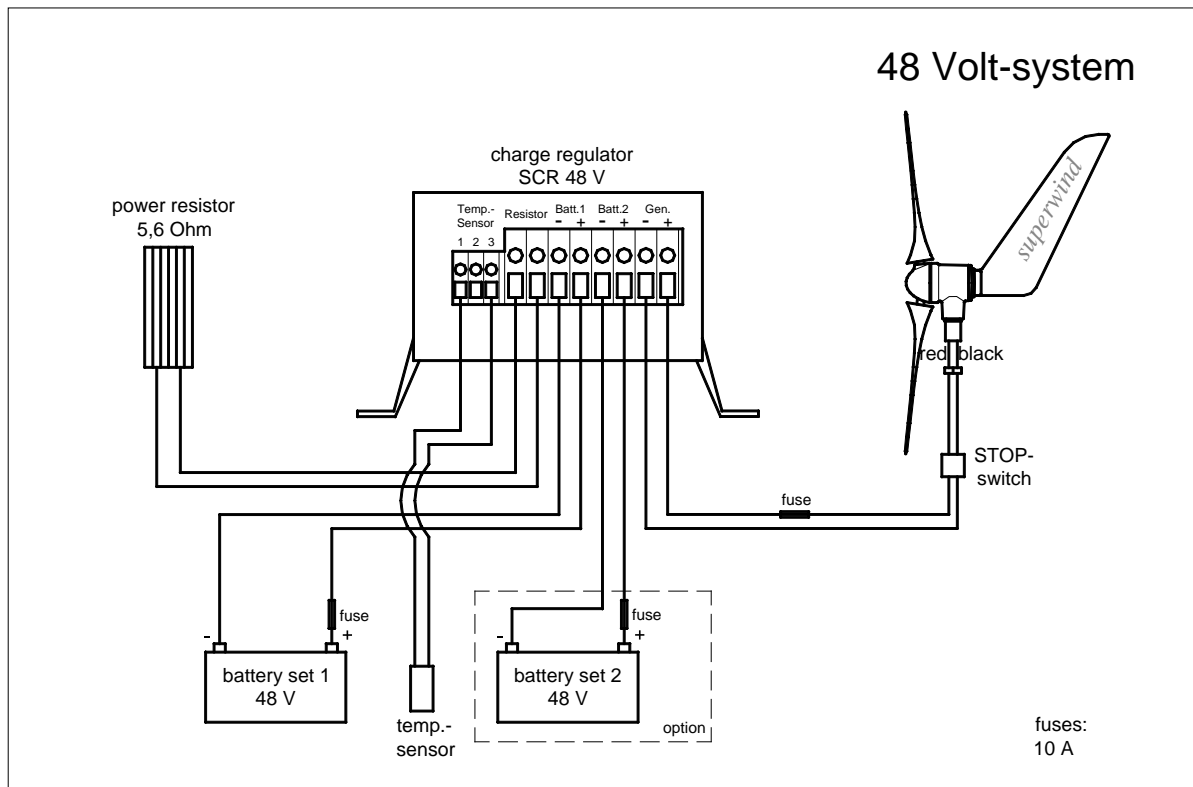 48 Volt-system
charge regulator
SCR 48 V
power resistor
5,6 Ohm
Temp.-
Sensor
Resistor
Batt.1
Batt.2
Gen.
- + - + - +
1 2 3
superwind
red black
STOP-
switch
fuse
fuse
fuse
- +
- +
battery set 1
48 V
battery set 2
48 V
temp.-
sensor
option
fuses:
10 A